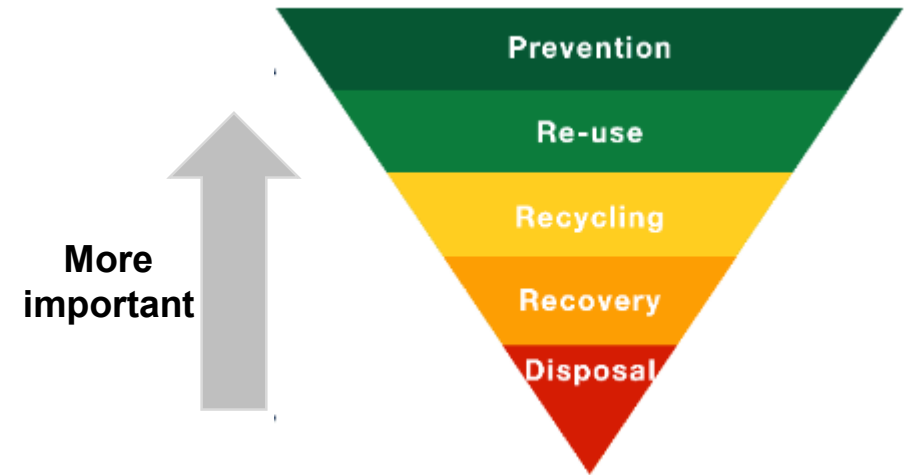 Prevention
Re-use
Recycling
Recovery
Disposal
More
important